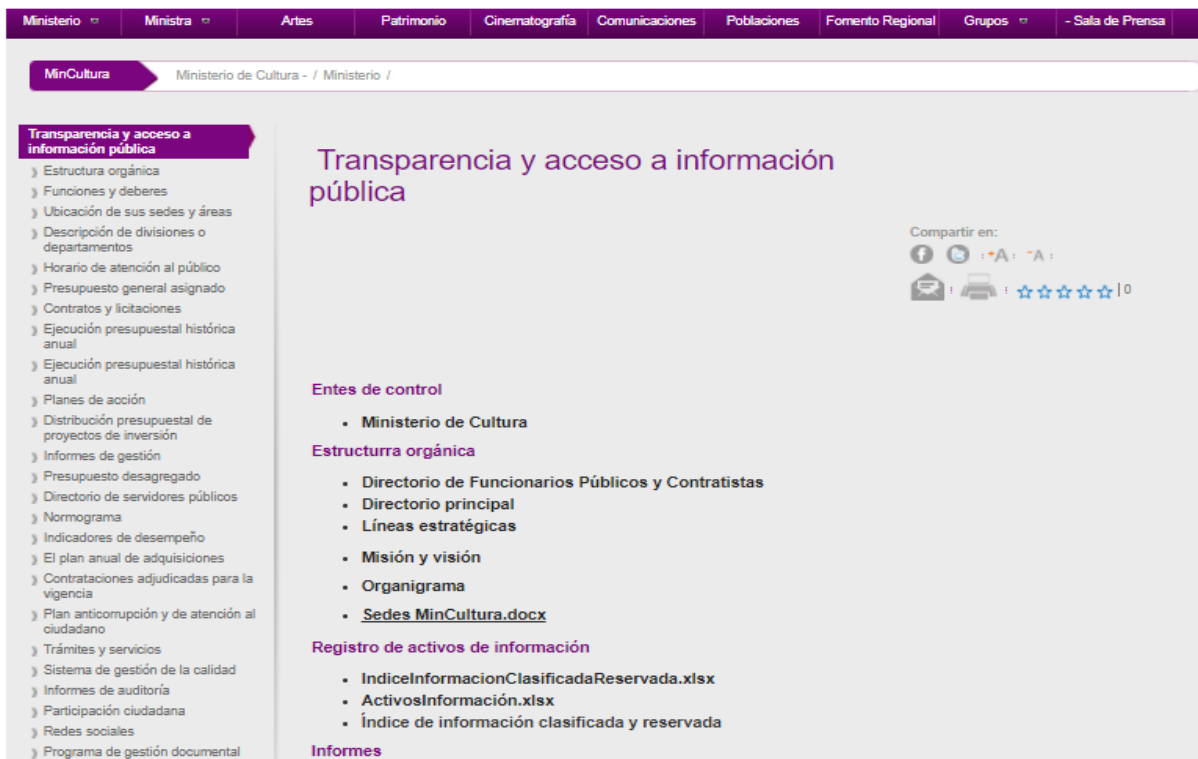 Ministerio Ministra Artes Patrimonio Cinematografía Comunicaciones Poblaciones Fomento Regional Grupos - Sala de Prensa
MinCultura Ministerio de Cultura - / Ministerio /
Transparencia y acceso a
información pública
Estructura orgánica
Funciones y deberes
Ubicación de sus sedes y áreas
Descripción de divisiones o
departamentos
Horario de atención al público
Presupuesto general asignado
Contratos y licitaciones
Ejecución presupuestal histórica
anual
Ejecución presupuestal histórica
anual
Planes de acción
Distribución presupuestal de
proyectos de inversión
Informes de gestión
Presupuesto desagregado
Directorio de servidores públicos
Normograma
Indicadores de desempeño
El plan anual de adquisiciones
Contrataciones adjudicadas para la
vigencia
Plan anticorrupción y de atención al
ciudadano
Trámites y servicios
Sistema de gestión de la calidad
Informes de auditoría
Participación ciudadana
Redes sociales
Programa de gestión documental
Transparencia y acceso a información
pública
Compartir en:
+A -A
0
Entes de control
• Ministerio de Cultura
Estructurra orgánica
• Directorio de Funcionarios Públicos y Contratistas
• Directorio principal
• Líneas estratégicas
• Misión y visión
• Organigrama
• Sedes MinCultura.docx
Registro de activos de información
• IndiceInformacionClasificadaReservada.xlsx
• ActivosInformación.xlsx
• Índice de información clasificada y reservada
Informes